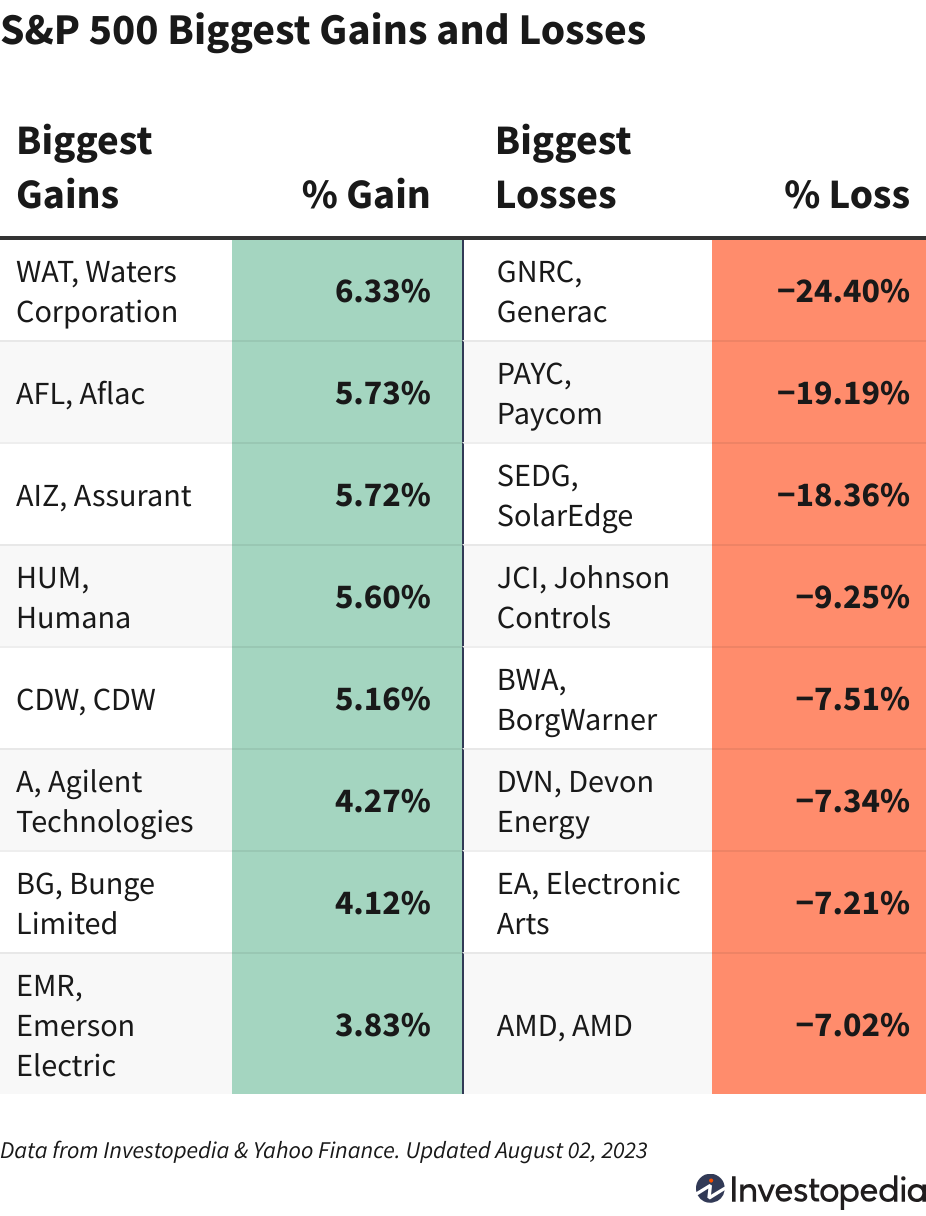 S&P 500 Biggest Gains and Losses
Biggest
Gains
% Gain
Biggest
Losses
% Loss
WAT, Waters
Corporation
6.33%
GNRC,
Generac
−24.40%
AFL, Aflac
5.73%
PAYC,
Paycom
−19.19%
AIZ, Assurant
5.72%
SEDG,
SolarEdge
−18.36%
HUM,
Humana
5.60%
JCI, Johnson
Controls
−9.25%
CDW, CDW
5.16%
BWA,
BorgWarner
−7.51%
A, Agilent
Technologies
4.27%
DVN, Devon
Energy
−7.34%
BG, Bunge
Limited
4.12%
EA, Electronic
Arts
−7.21%
EMR,
Emerson
Electric
3.83%
AMD, AMD
−7.02%
Data from Investopedia & Yahoo Finance. Updated August 02, 2023
Investopedia